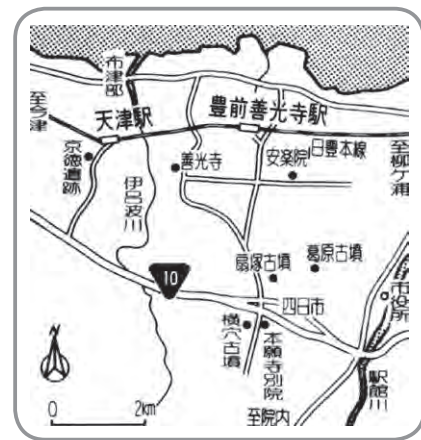 布津部
至今津
天津駅
豊前善光寺駅
日豊本線
至柳ケ浦
京徳遺跡
善光寺
安楽院
伊呂波川
扇塚古墳
葛原古墳
市役所
10
四日市
横穴古墳
本願寺別院
駅館川
至院内
N
0 2km